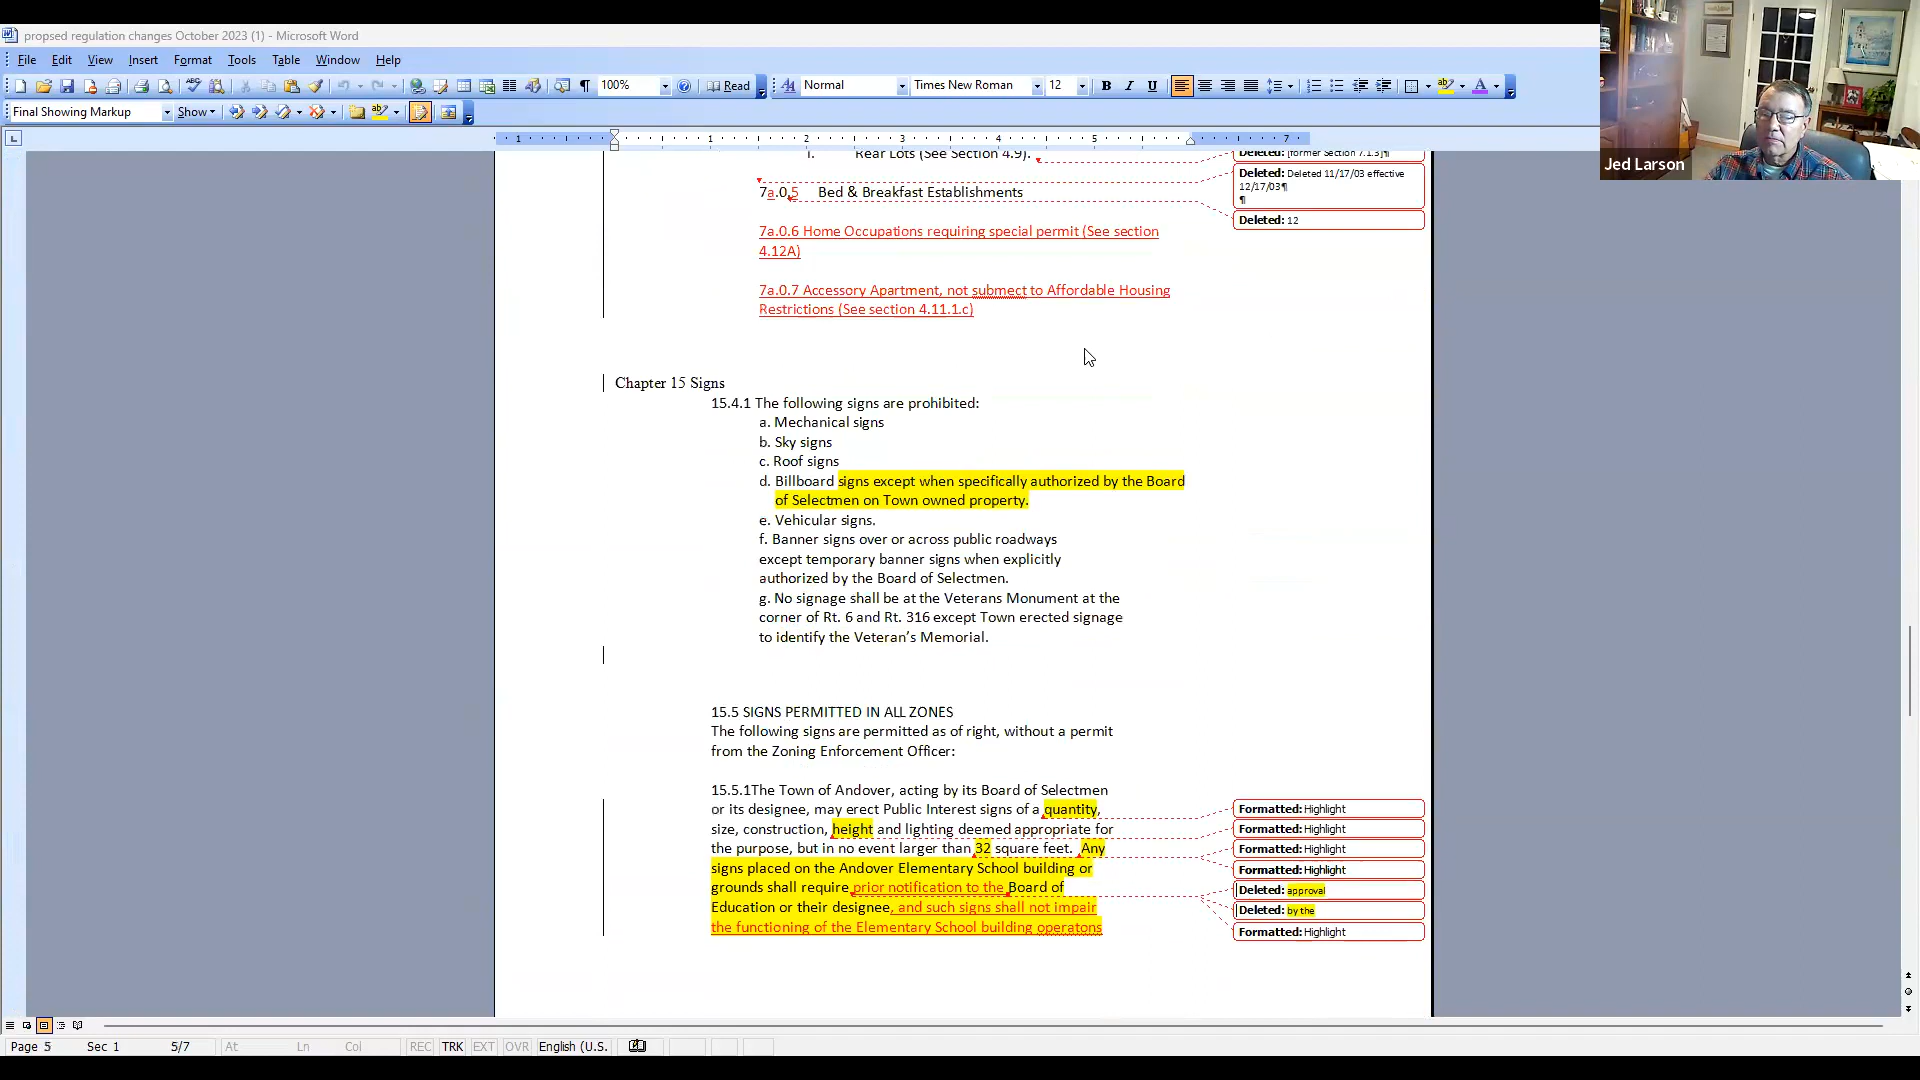 propsed regulation changes October 2023 (1) - Microsoft Word
File Edit View Insert Format Tools Table Window Help
100% Read Normal Times New Roman 12 B I U
Final Showing Markup Show
1 1 2 3 4 5 7
Rear Lots (See Section 4.9).
Deleted: [former Section 7.1.3]¶
Deleted: Deleted 11/17/03 effective
12/17/03¶
¶
7a.0.5 Bed & Breakfast Establishments
Deleted: 12
7a.0.6 Home Occupations requiring special permit (See section
4.12A)
7a.0.7 Accessory Apartment, not submect to Affordable Housing
Restrictions (See section 4.11.1.c)
Chapter 15 Signs
15.4.1 The following signs are prohibited:
a. Mechanical signs
b. Sky signs
c. Roof signs
d. Billboard signs except when specifically authorized by the Board
of Selectmen on Town owned property.
e. Vehicular signs.
f. Banner signs over or across public roadways
except temporary banner signs when explicitly
authorized by the Board of Selectmen.
g. No signage shall be at the Veterans Monument at the
corner of Rt. 6 and Rt. 316 except Town erected signage
to identify the Veteran’s Memorial.
15.5 SIGNS PERMITTED IN ALL ZONES
The following signs are permitted as of right, without a permit
from the Zoning Enforcement Officer:
15.5.1The Town of Andover, acting by its Board of Selectmen
or its designee, may erect Public Interest signs of a quantity,
size, construction, height and lighting deemed appropriate for
the purpose, but in no event larger than 32 square feet. Any
signs placed on the Andover Elementary School building or
grounds shall require prior notification to the Board of
Education or their designee, and such signs shall not impair
the functioning of the Elementary School building operatons
Formatted: Highlight
Formatted: Highlight
Formatted: Highlight
Formatted: Highlight
Deleted: approval
Deleted: by the
Formatted: Highlight
Page 5 Sec 1 5/7 At Ln Col REC TRK EXT OVR English (U.S.
Jed Larson